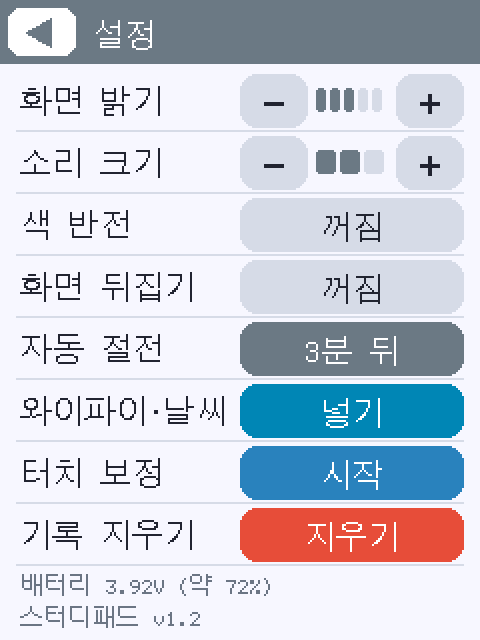 설정
화면 밝기 - +
소리 크기 - +
색 반전 꺼짐
화면 뒤집기 꺼짐
자동 절전 3분 뒤
와이파이·날씨 넣기
터치 보정 시작
기록 지우기 지우기
배터리 3.92V (약 72%)
스터디패드 v1.2